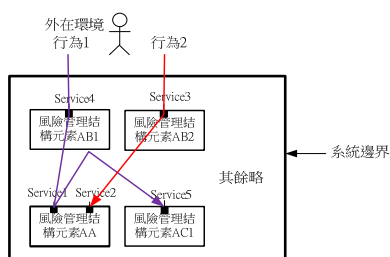 外在環境
行為1
行為2
Service4
Service3
風險管理結
構元素AB1
風險管理結
構元素AB2
系統邊界
其餘略
Service1
Service2
Service5
風險管理結
構元素AA
風險管理結
構元素AC1